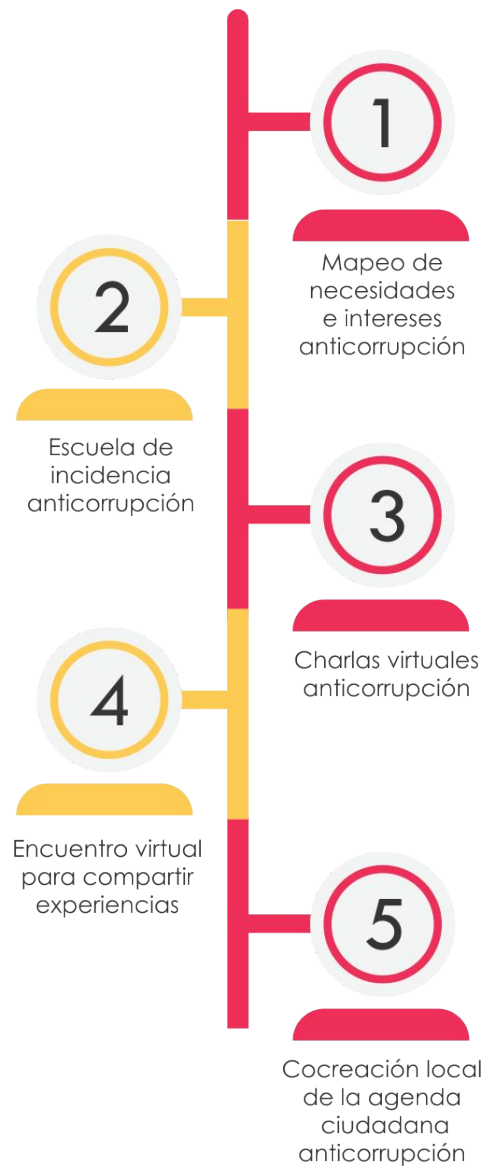 1
Mapeo de
necesidades
e intereses
anticorrupción
2
Escuela de
incidencia
anticorrupción
3
Charlas virtuales
anticorrupción
4
Encuentro virtual
para compartir
experiencias
5
Cocreación local
de la agenda
ciudadana
anticorrupción